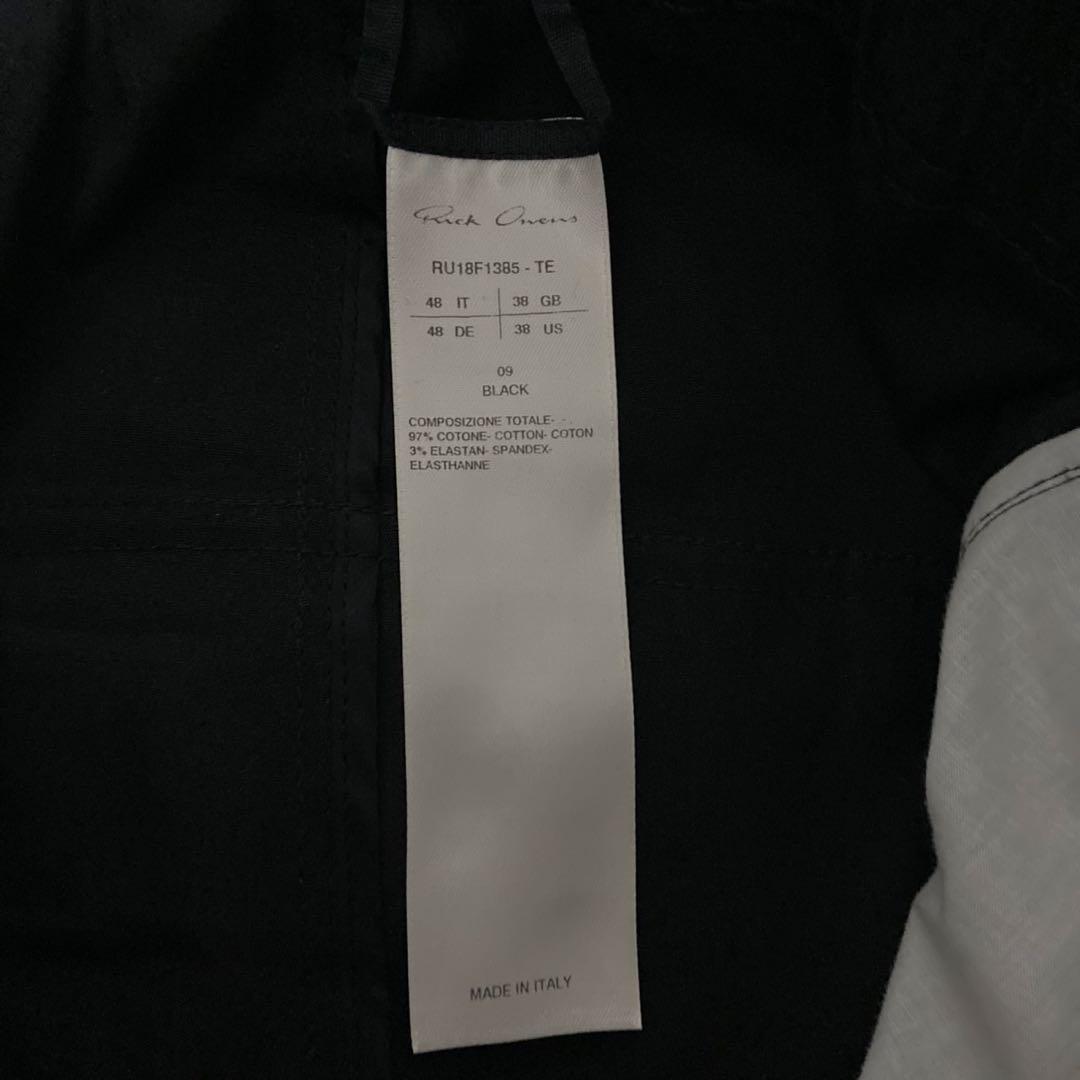 Rick Owens
RU18F1385 - TE
48 IT 38 GB
48 DE 38 US
09
BLACK
COMPOSIZIONE TOTALE- - .
97% COTONE- COTTON- COTON
3% ELASTAN- SPANDEX-
ELASTHANNE
MADE IN ITALY